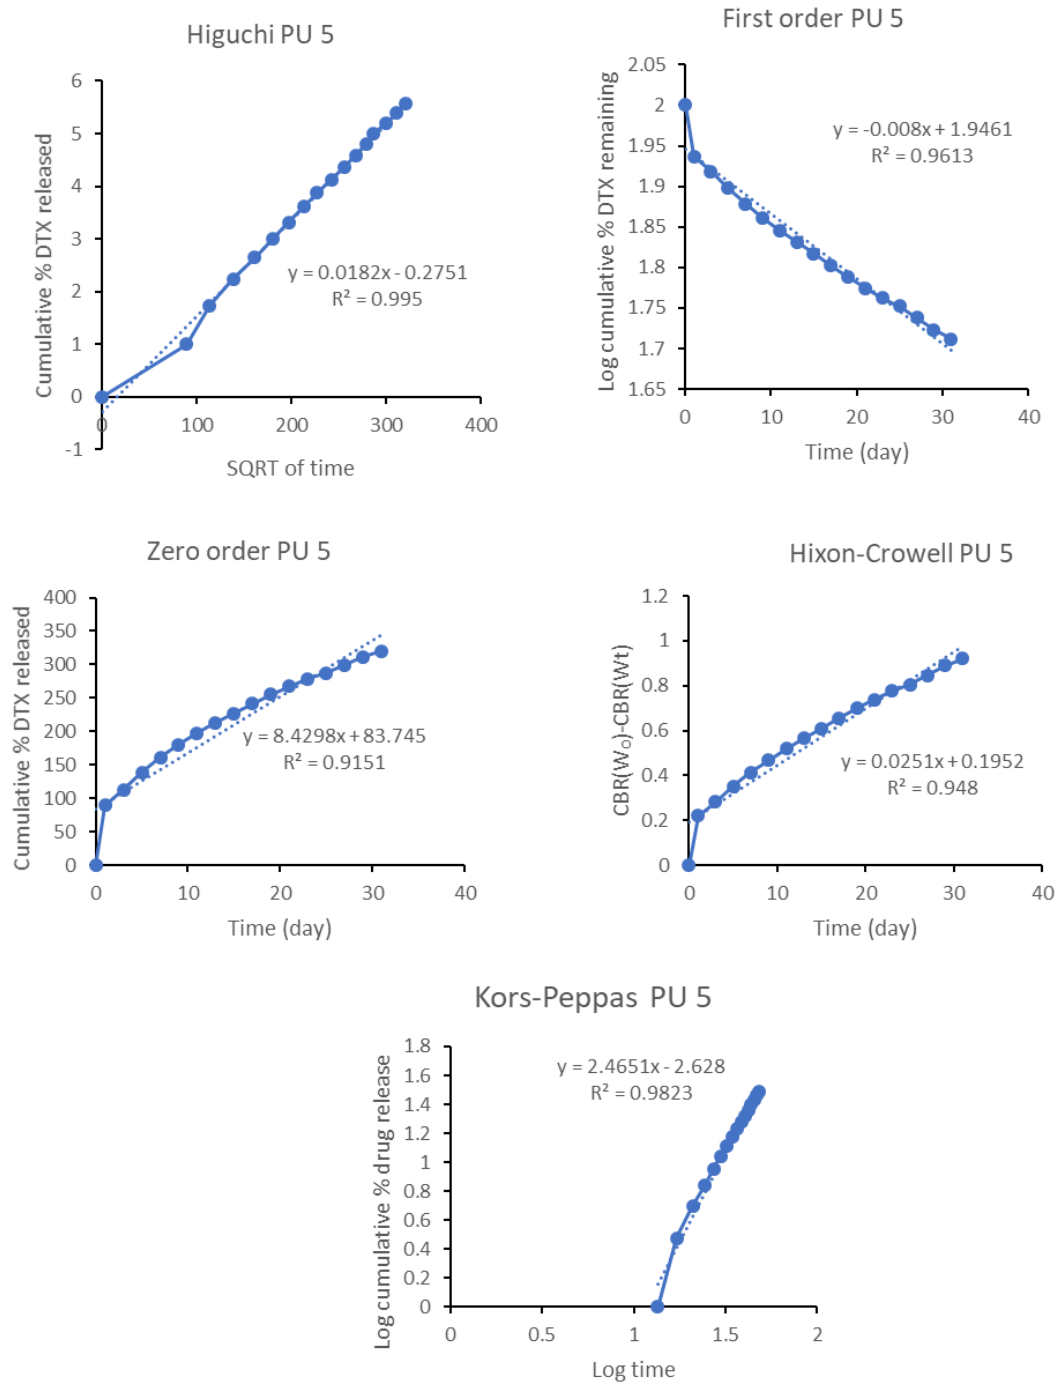 Higuchi PU 5
Cumulative % DTX released
6
5
4
3
2
1
0
-1
0
100
200
300
400
y = 0.0182x - 0.2751
R² = 0.995
SQRT of time
First order PU 5
Log cumulative % DTX remaining
2.05
2
1.95
1.9
1.85
1.8
1.75
1.7
1.65
0
10
20
30
40
y = -0.008x + 1.9461
R² = 0.9613
Time (day)
Zero order PU 5
Cumulative % DTX released
400
350
300
250
200
150
100
50
0
0
10
20
30
40
y = 8.4298x + 83.745
R² = 0.9151
Time (day)
Hixon-Crowell PU 5
CBR(W₀)-CBR(Wt)
1.2
1
0.8
0.6
0.4
0.2
0
0
10
20
30
40
y = 0.0251x + 0.1952
R² = 0.948
Time (day)
Kors-Peppas PU 5
Log cumulative % drug release
1.8
1.6
1.4
1.2
1
0.8
0.6
0.4
0.2
0
0
0.5
1
1.5
2
y = 2.4651x - 2.628
R² = 0.9823
Log time